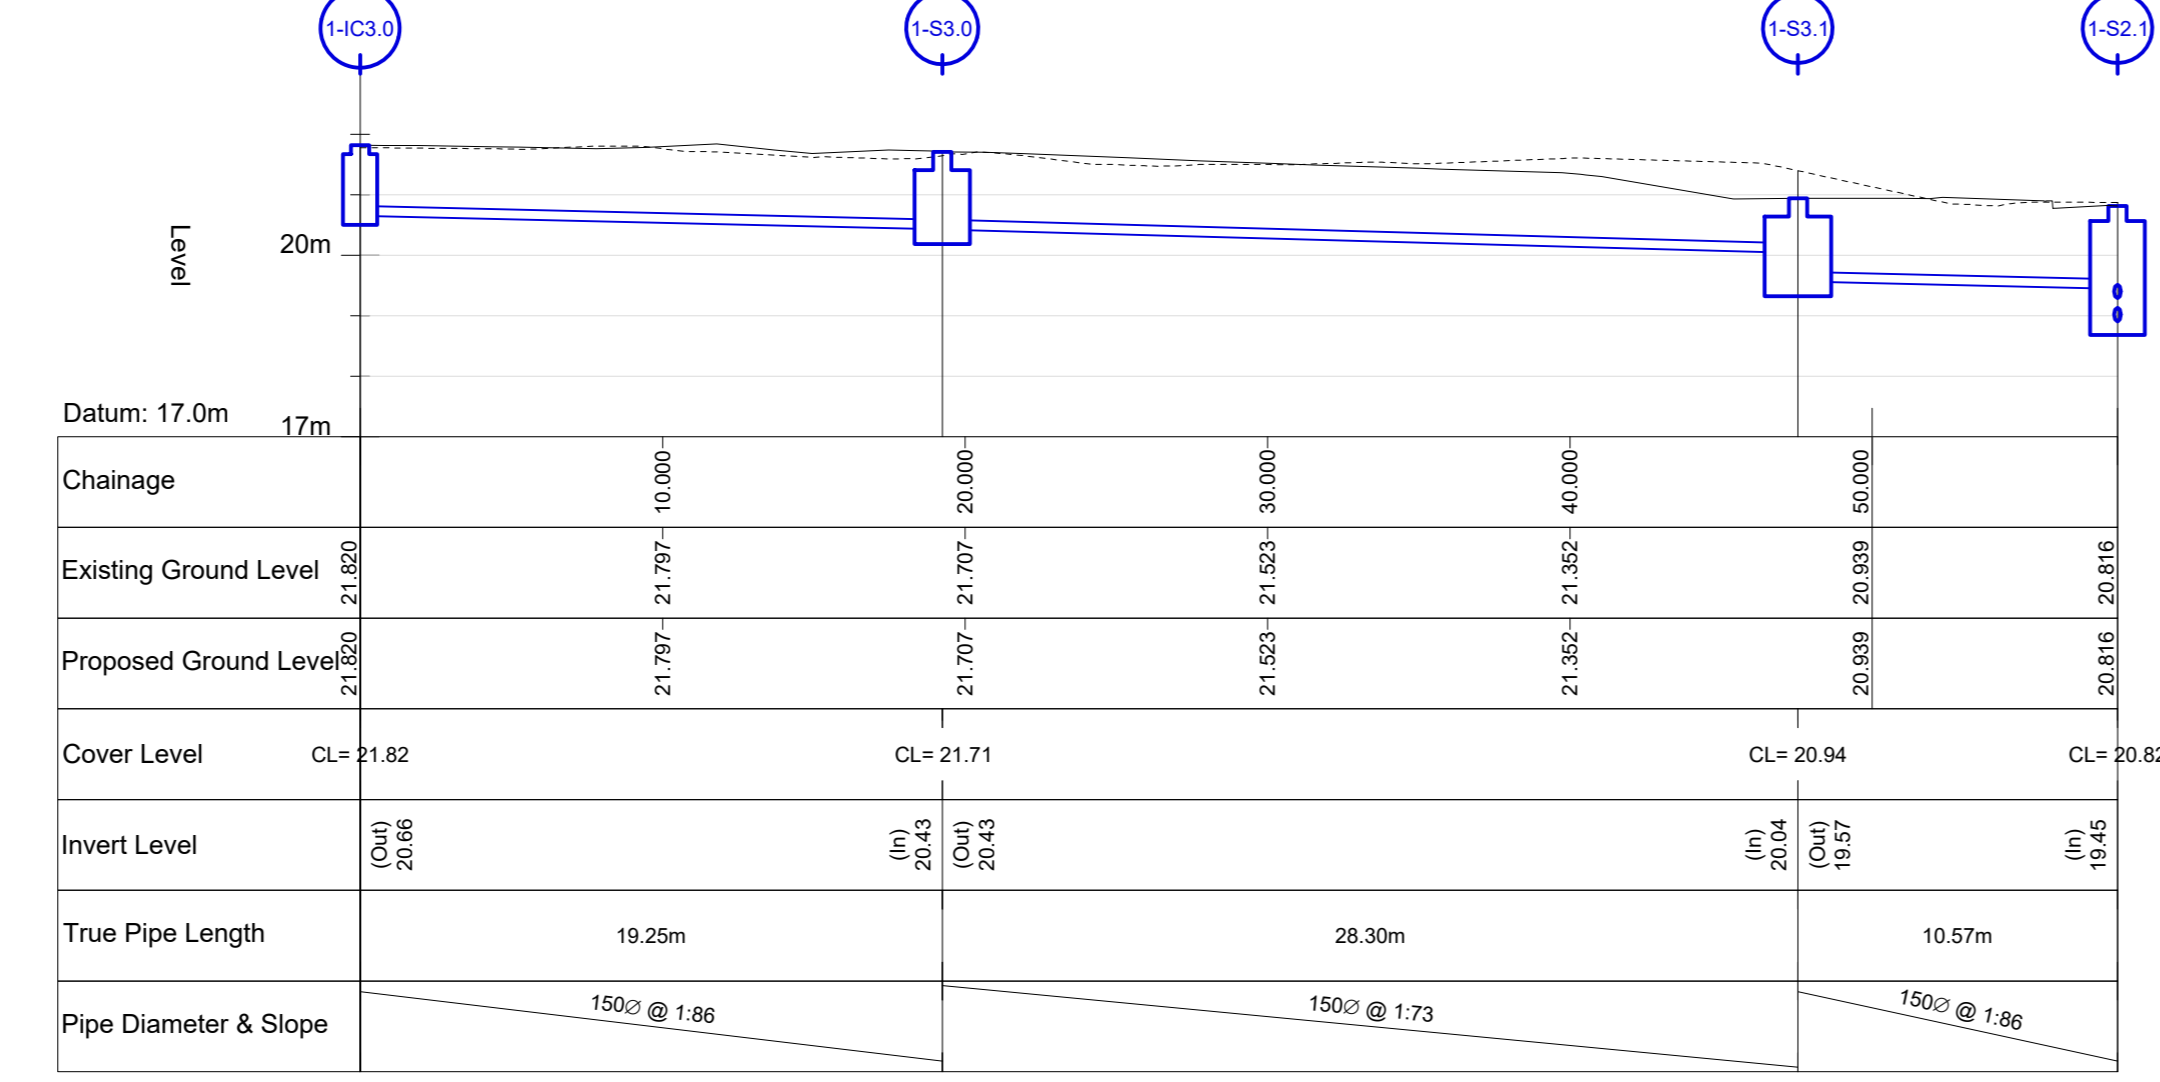 1-IC3.0 1-S3.0 1-S3.1 1-S2.1
Level
20m
Datum: 17.0m
17m
Chainage 10.000 20.000 30.000 40.000 50.000
Existing Ground Level 21.820 21.797 21.707 21.523 21.352 20.939 20.816
Proposed Ground Level 21.820 21.797 21.707 21.523 21.352 20.939 20.816
Cover Level CL= 21.82 CL= 21.71 CL= 20.94 CL= 20.82
Invert Level (Out) 20.66 (In) 20.43 (Out) 20.43 (In) 20.04 (Out) 19.57 (In) 19.45
True Pipe Length 19.25m 28.30m 10.57m
Pipe Diameter & Slope 150∅ @ 1:86 150∅ @ 1:73 150∅ @ 1:86